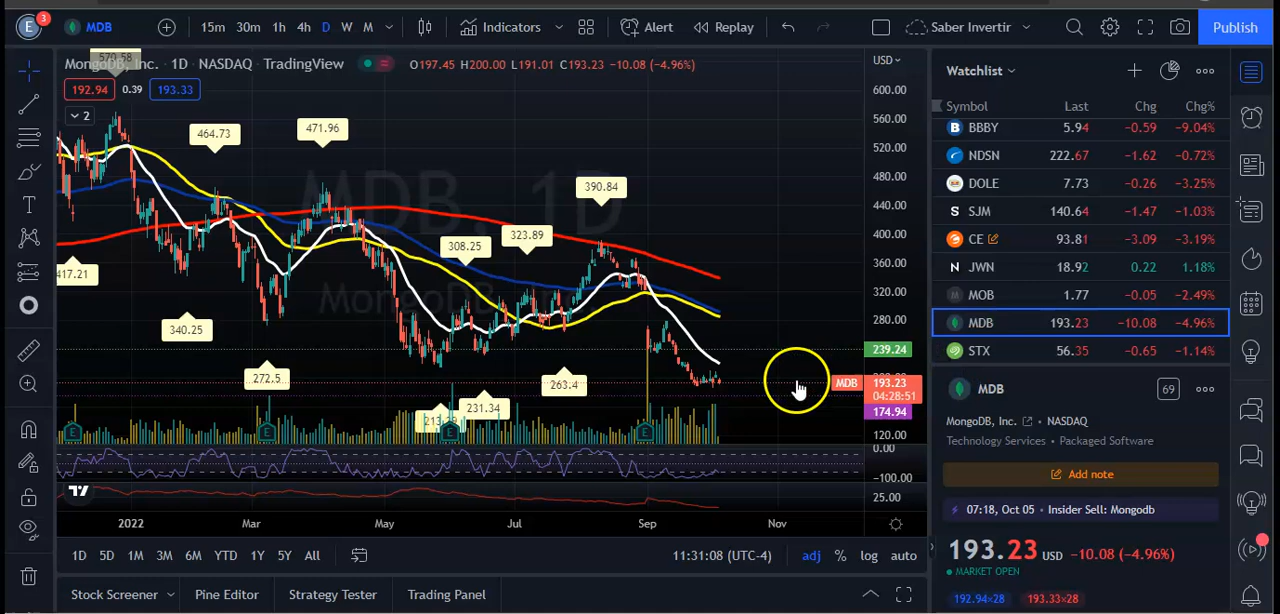 E 3 MDB 15m 30m 1h 4h D W M Indicators Alert Replay Saber Invertir Publish
MongoDB, Inc. · 1D · NASDAQ TradingView O197.45 H200.00 L191.01 C193.23 −10.08 (−4.96%)
192.94 0.39 193.33
2
570.58
464.73
471.96
390.84
308.25
323.89
417.21
340.25
272.5
263.4
231.34
MDB, 1D
MongoDB, Inc.
USD
600.00
560.00
520.00
480.00
440.00
400.00
360.00
320.00
280.00
239.24
MDB 193.23
04:28:51
174.94
120.00
0.00
−100.00
25.00
E E E E
2022 Mar May Jul Sep Nov
1D 5D 1M 3M 6M YTD 1Y 5Y All 11:31:08 (UTC-4) adj % log auto
Stock Screener Pine Editor Strategy Tester Trading Panel
Watchlist
Symbol Last Chg Chg%
B BBBY 5.94 −0.59 −9.04%
NDSN 222.67 −1.62 −0.72%
DOLE 7.73 −0.26 −3.25%
S SJM 140.64 −1.47 −1.03%
CE 93.81 −3.09 −3.19%
N JWN 18.92 0.22 1.18%
M MOB 1.77 −0.05 −2.49%
MDB 193.23 −10.08 −4.96%
STX 56.35 −0.65 −1.14%
MDB 69
MongoDB, Inc. • NASDAQ
Technology Services • Packaged Software
Add note
07:18, Oct 05 • Insider Sell: Mongodb
193.23 USD −10.08 (−4.96%)
MARKET OPEN
192.94×28 193.33×28